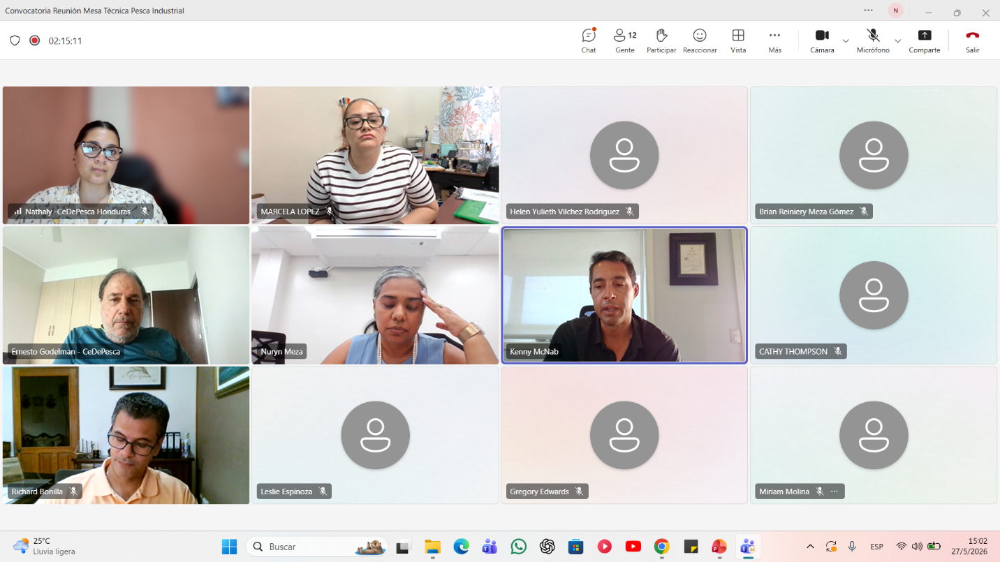 Convocatoria Reunión Mesa Técnica Pesca Industrial
N
02:15:11
Chat
12
Gente
Participar
Reaccionar
Vista
Más
Cámara
Micrófono
Comparte
Salir
Nathaly -CeDePesca Honduras
MARCELA LOPEZ
Helen Yulieth Vilchez Rodriguez
Brian Reiniery Meza Gómez
Ernesto Godelman - CeDePesca
Nuryn Meza
Kenny McNab
CATHY THOMPSON
Richard Bonilla
Leslie Espinoza
Gregory Edwards
Miriam Molina
25°C
Lluvia ligera
Buscar
ESP
15:02
27/5/2026